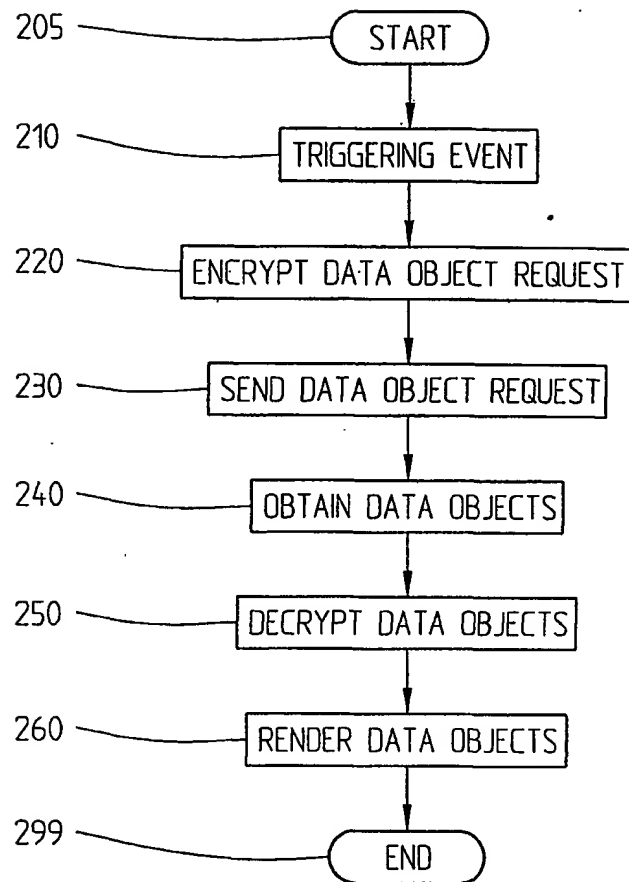 205 START
210 TRIGGERING EVENT
220 ENCRYPT DATA OBJECT REQUEST
230 SEND DATA OBJECT REQUEST
240 OBTAIN DATA OBJECTS
250 DECRYPT DATA OBJECTS
260 RENDER DATA OBJECTS
299 END